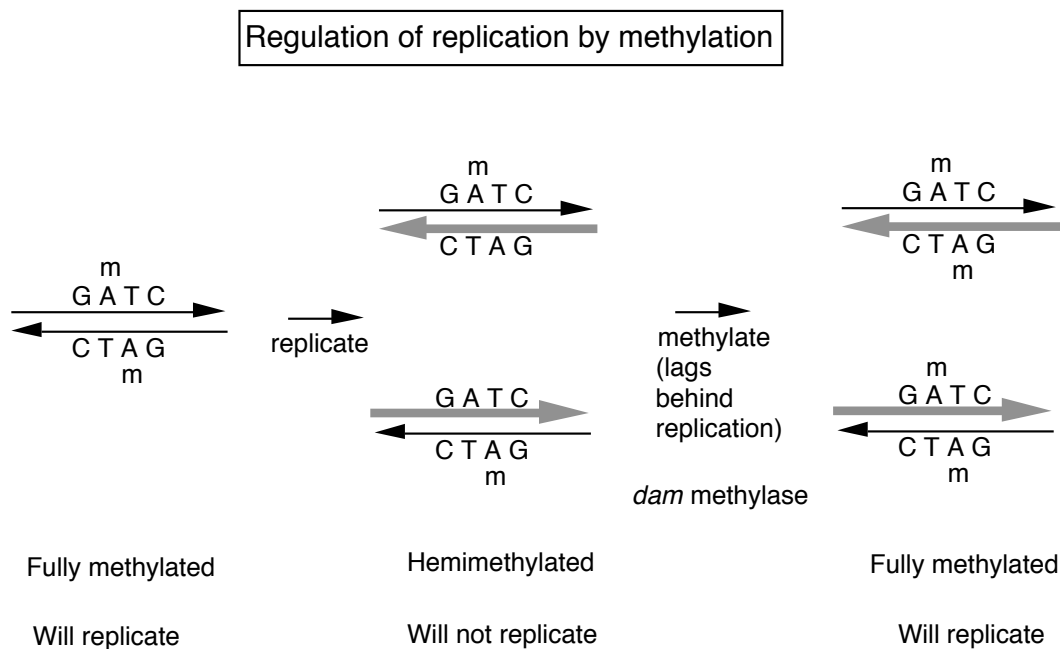 Regulation of replication by methylation
m
G A T C
C T A G
m
replicate
m
G A T C
C T A G
G A T C
C T A G
m
methylate
(lags
behind
replication)
dam methylase
m
G A T C
C T A G
m
m
G A T C
C T A G
m
Fully methylated
Hemimethylated
Fully methylated
Will replicate
Will not replicate
Will replicate